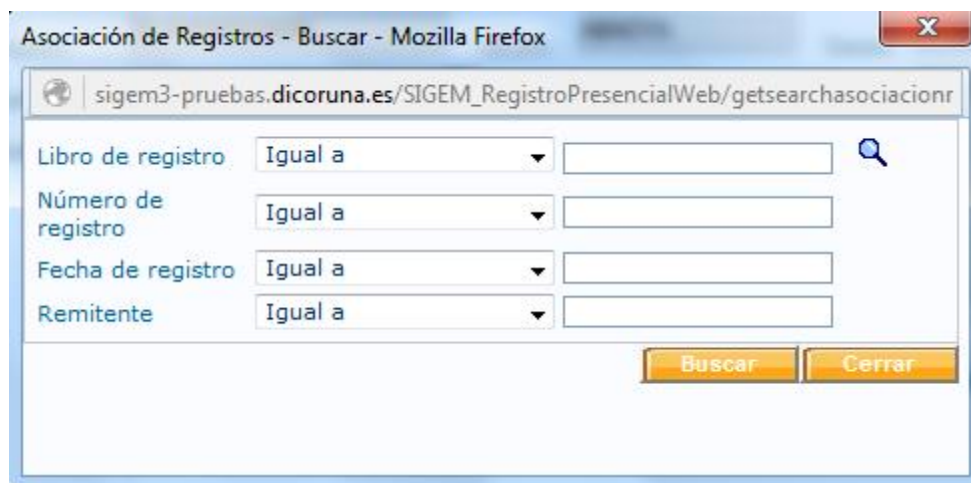 Asociación de Registros - Buscar - Mozilla Firefox
sigem3-pruebas.dicoruna.es/SIGEM_RegistroPresencialWeb/getsearchasociacionr
Libro de registro Igual a
Número de
registro Igual a
Fecha de registro Igual a
Remitente Igual a
Buscar Cerrar